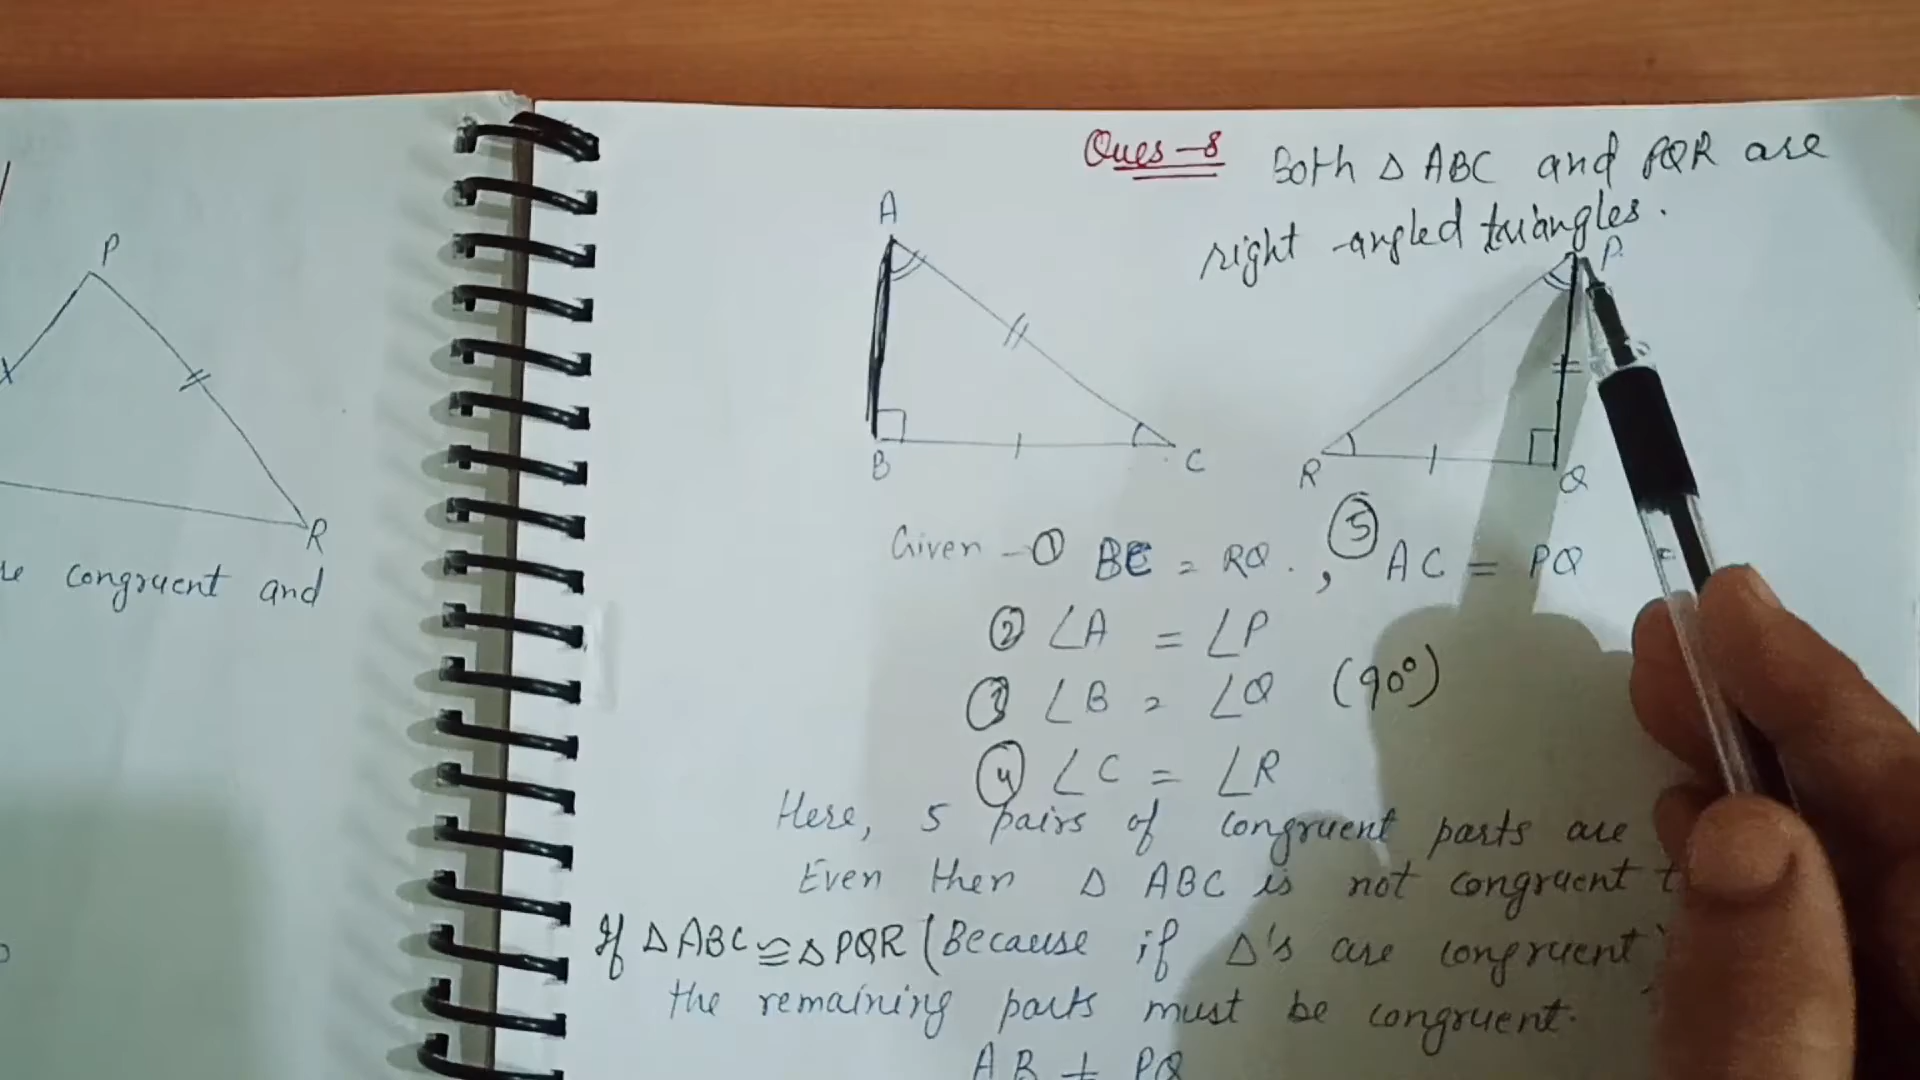 P
R
congruent and
Ques-8 Both Δ ABC and PQR are
right-angled triangles.
A
P
B
C
R
Q
Given - ① BC = RQ. , ⑤ AC = PQ
② ∠A = ∠P
③ ∠B = ∠Q (90°)
④ ∠C = ∠R
Here, 5 pairs of congruent parts are
Even then Δ ABC is not congruent
If Δ ABC ≅ Δ PQR (Because if Δ's are congruent
the remaining parts must be congruent.
AB ≠ PQ